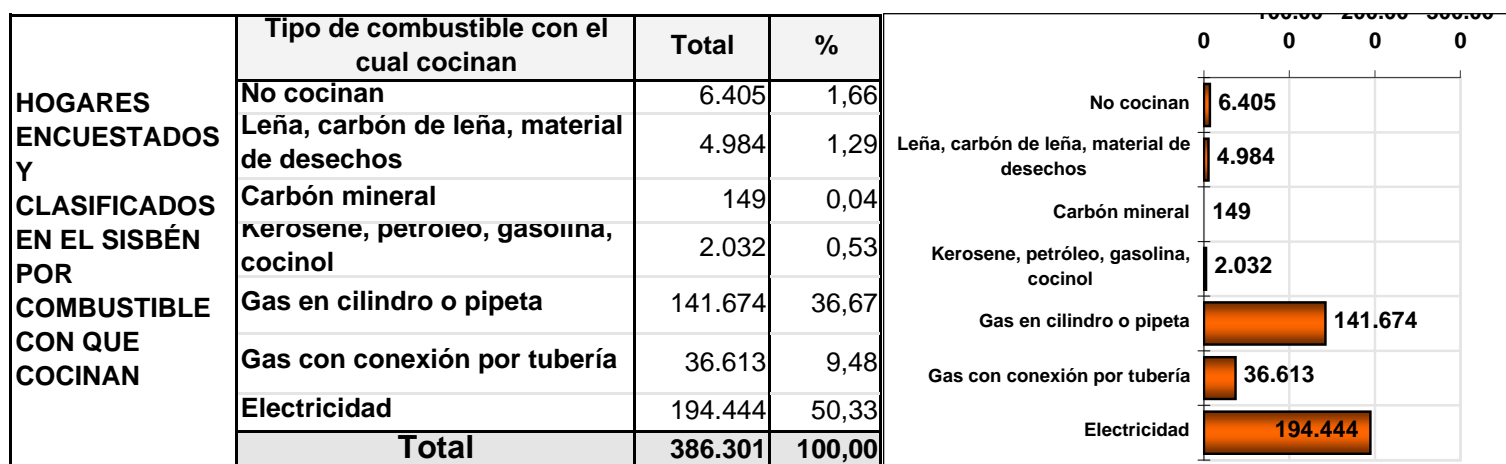 HOGARES
ENCUESTADOS
Y
CLASIFICADOS
EN EL SISBÉN
POR
COMBUSTIBLE
CON QUE
COCINAN
Tipo de combustible con el
cual cocinan
Total %
No cocinan 6.405 1,66
Leña, carbón de leña, material
de desechos 4.984 1,29
Carbón mineral 149 0,04
Kerosene, petróleo, gasolina,
cocinol 2.032 0,53
Gas en cilindro o pipeta 141.674 36,67
Gas con conexión por tubería 36.613 9,48
Electricidad 194.444 50,33
Total 386.301 100,00
100.00 200.00 300.00
0 0 0 0
No cocinan 6.405
Leña, carbón de leña, material de
desechos 4.984
Carbón mineral 149
Kerosene, petróleo, gasolina,
cocinol 2.032
Gas en cilindro o pipeta 141.674
Gas con conexión por tubería 36.613
Electricidad 194.444